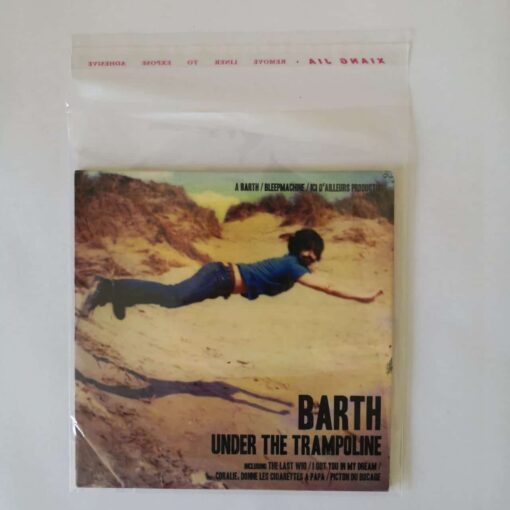 XIANG JIA • REMOVE LINER TO EXPOSE ADHESIVE
A BARTH / BLEEPMACHINE / ICI D'AILLEURS PRODUCTION
BARTH
UNDER THE TRAMPOLINE
INCLUDING THE LAST WHO / I GOT YOU IN MY DREAM /
CORALIE, DONNE LES CIGARETTES A PAPA / PICTON DU BOCAGE